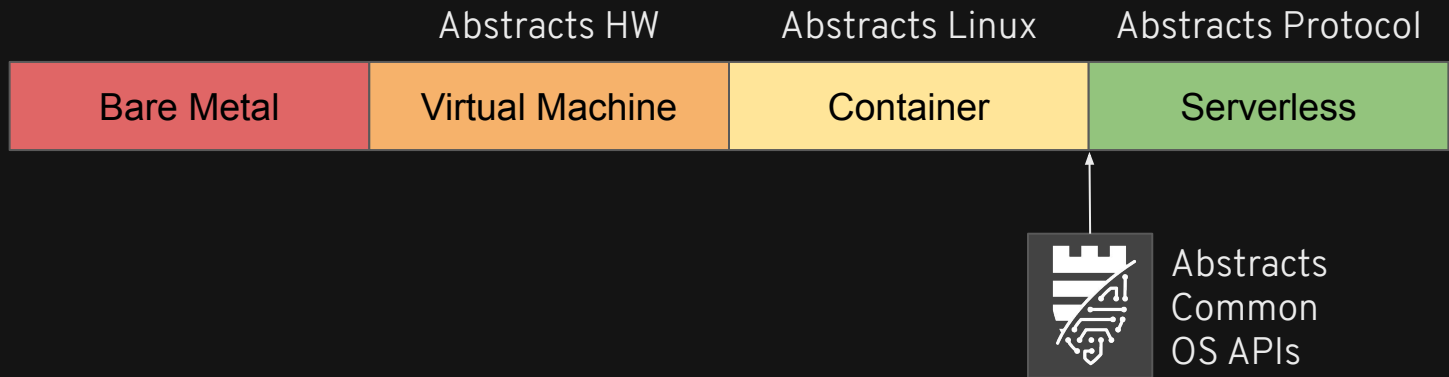 Abstracts HW Abstracts Linux Abstracts Protocol
Bare Metal Virtual Machine Container Serverless
Abstracts
Common
OS APIs